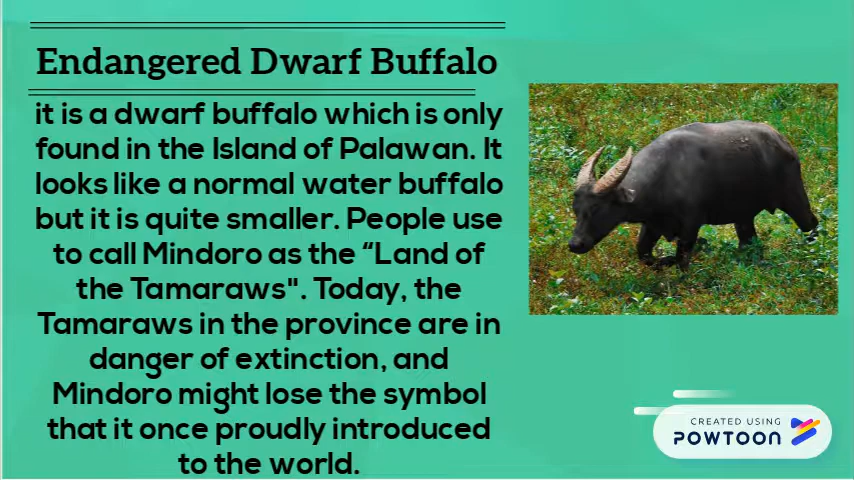 Endangered Dwarf Buffalo
it is a dwarf buffalo which is only
found in the Island of Palawan. It
looks like a normal water buffalo
but it is quite smaller. People use
to call Mindoro as the “Land of
the Tamaraws". Today, the
Tamaraws in the province are in
danger of extinction, and
Mindoro might lose the symbol
that it once proudly introduced
to the world.
CREATED USING
POWTOON